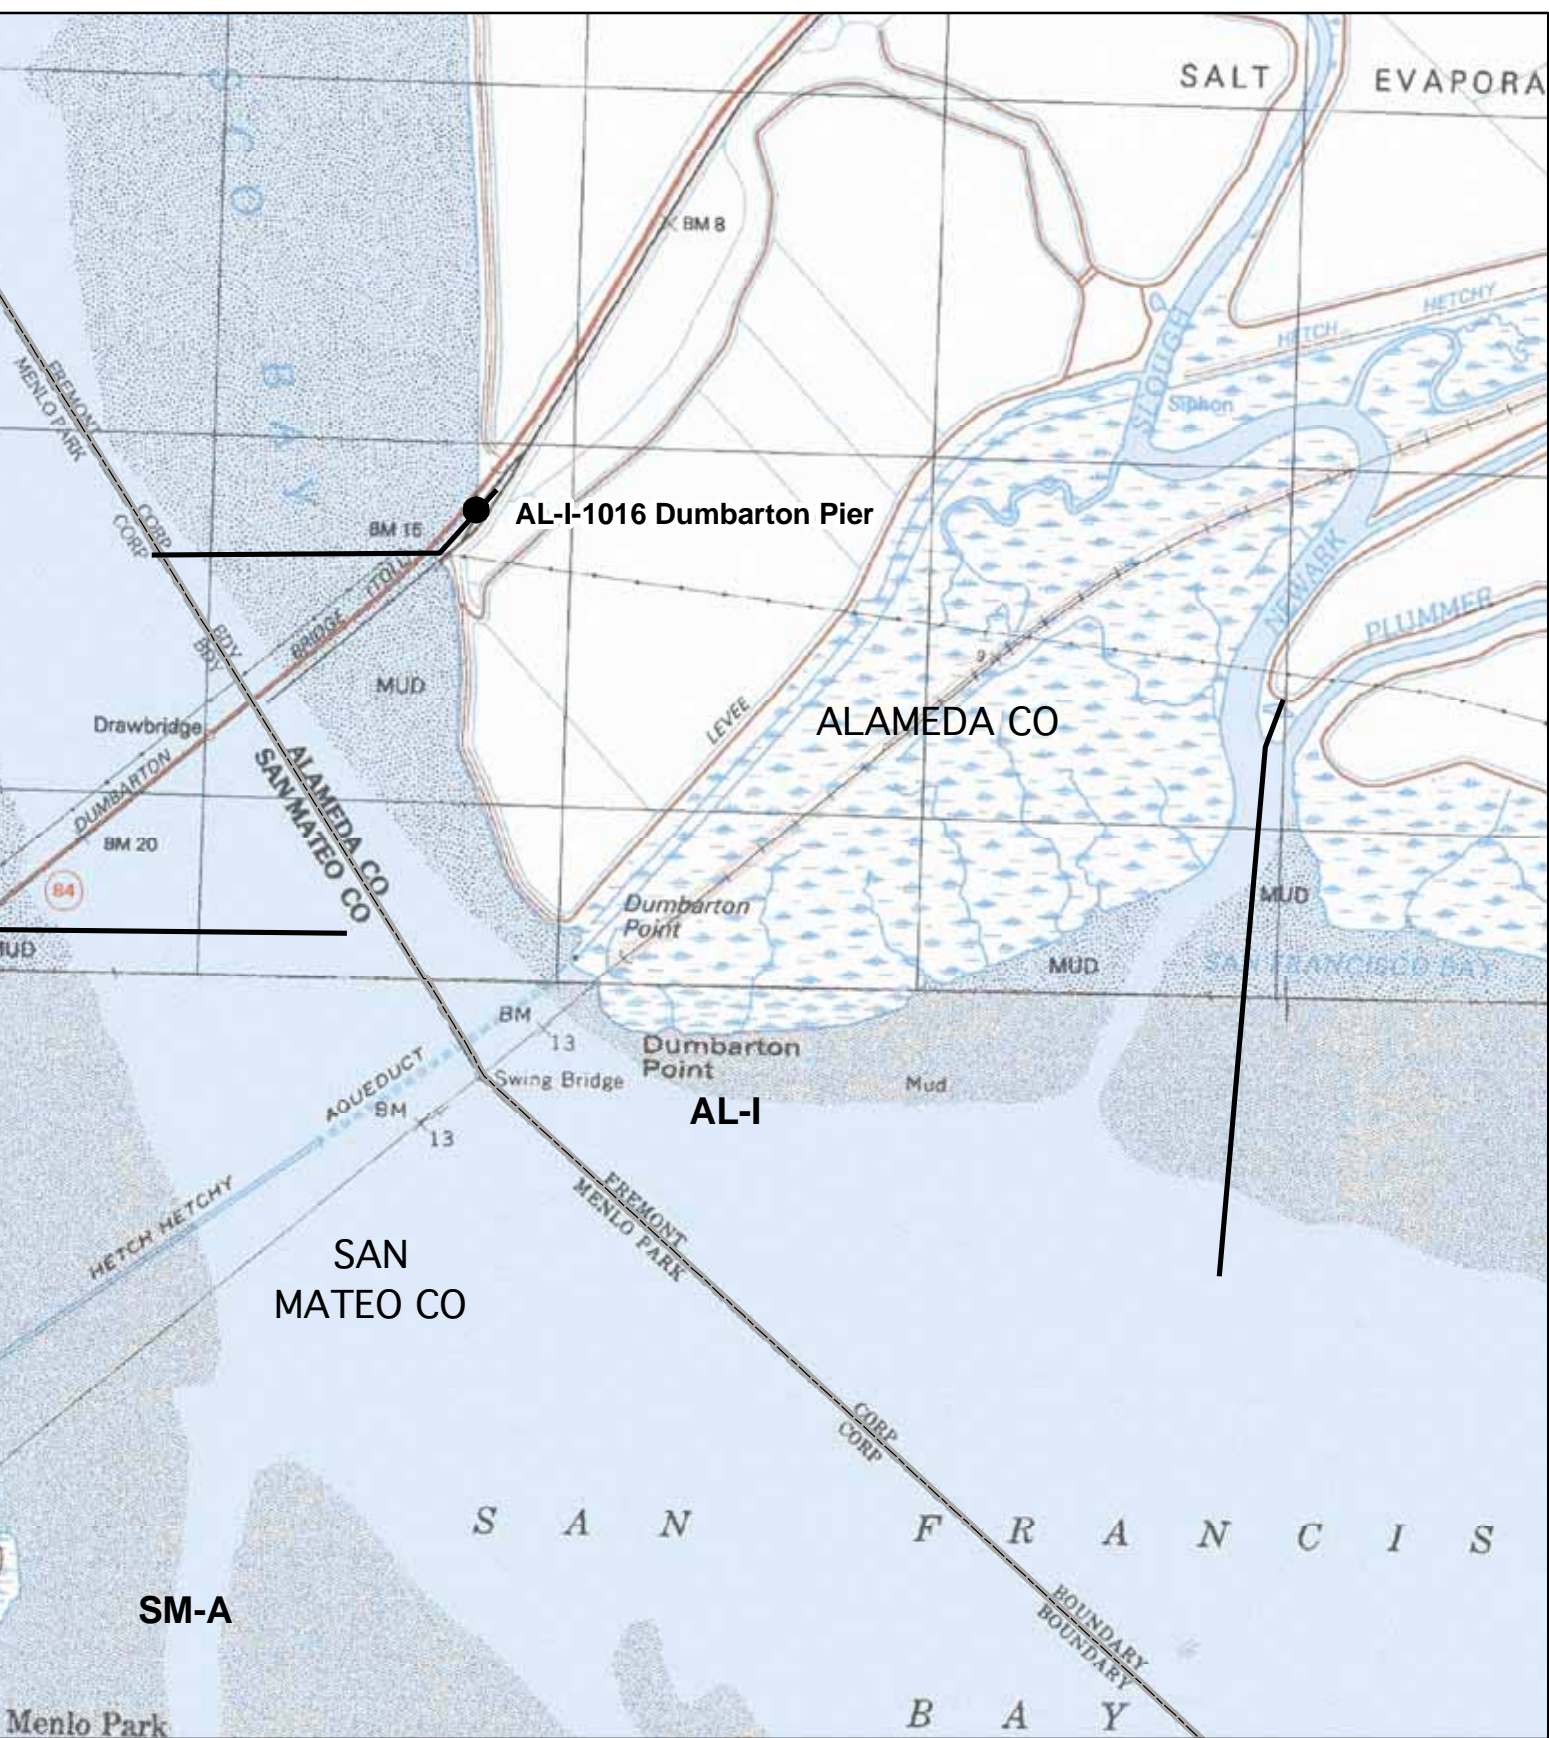 SALT EVAPORA
S C O
BM 8
HETCH HETCHY
B A Y
FREMONT
MENLO PARK
SLOUGH
Siphon
AL-I-1016 Dumbarton Pier
CORP
CORP
BM 16
BRIDGE (TOLL)
NEWARK
PLUMMER
BDY
BDY
MUD
9
Drawbridge
LEVEE
ALAMEDA CO
DUMBARTON
ALAMEDA CO
SAN MATEO CO
BM 20
84
MUD
Dumbarton
Point
MUD
MUD
SAN FRANCISCO BAY
BM
13
Dumbarton
Point
Swing Bridge
Mud
AQUEDUCT
BM
13
AL-I
HETCH HETCHY
FREMONT
MENLO PARK
SAN
MATEO CO
CORP
CORP
S A N F R A N C I S
SM-A
BOUNDARY
BOUNDARY
Menlo Park
B A Y